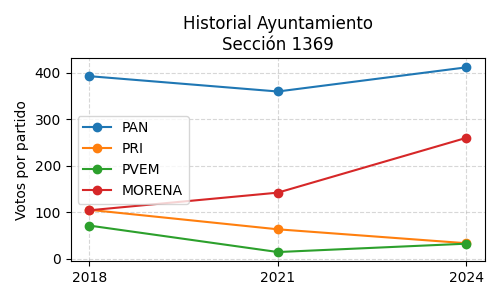 Historial Ayuntamiento
Sección 1369
Votos por partido
400
300
200
100
0
PAN
PRI
PVEM
MORENA
2018 2021 2024